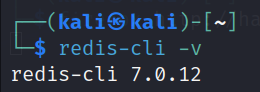 ┌──(kali㉿kali)-[~]
└─$ redis-cli -v
redis-cli 7.0.12